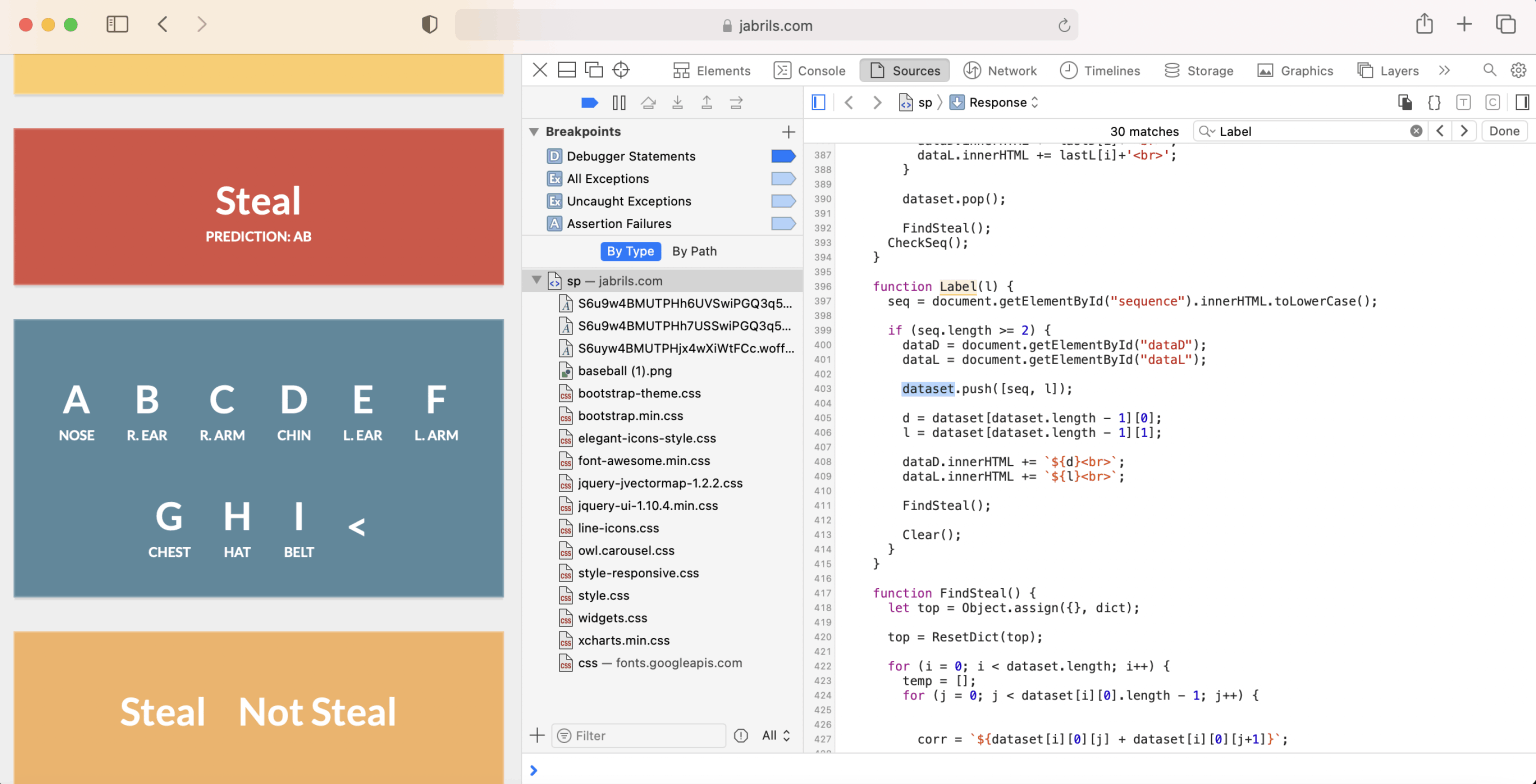 jabrils.com
Elements
Console
Sources
Network
Timelines
Storage
Graphics
Layers
Steal
PREDICTION: AB
A B C D E F
NOSE R. EAR R. ARM CHIN L. EAR L. ARM
G H I <
CHEST HAT BELT
Steal Not Steal
Breakpoints
D Debugger Statements
Ex All Exceptions
Ex Uncaught Exceptions
A Assertion Failures
By Type By Path
sp — jabrils.com
S6u9w4BMUTPHh6UVSwiPGQ3q5...
S6u9w4BMUTPHh7USSwiPGQ3q5...
S6uyw4BMUTPHjx4wXiWtFCc.woff...
baseball (1).png
bootstrap-theme.css
bootstrap.min.css
elegant-icons-style.css
font-awesome.min.css
jquery-jvectormap-1.2.2.css
jquery-ui-1.10.4.min.css
line-icons.css
owl.carousel.css
style-responsive.css
style.css
widgets.css
xcharts.min.css
css — fonts.googleapis.com
Filter
All
sp
Response
{}
T
C
30 matches
Label
Done
387 dataL.innerHTML += lastL[i]+'<br>';
388 }
389
390 dataset.pop();
391
392 FindSteal();
393 CheckSeq();
394 }
395
396 function Label(l) {
397 seq = document.getElementById("sequence").innerHTML.toLowerCase();
398
399 if (seq.length >= 2) {
400 dataD = document.getElementById("dataD");
401 dataL = document.getElementById("dataL");
402
403 dataset.push([seq, l]);
404
405 d = dataset[dataset.length - 1][0];
406 l = dataset[dataset.length - 1][1];
407
408 dataD.innerHTML += `${d}<br>`;
409 dataL.innerHTML += `${l}<br>`;
410
411 FindSteal();
412
413 Clear();
414 }
415 }
416
417 function FindSteal() {
418 let top = Object.assign({}, dict);
419
420 top = ResetDict(top);
421
422 for (i = 0; i < dataset.length; i++) {
423 temp = [];
424 for (j = 0; j < dataset[i][0].length - 1; j++) {
425
426
427 corr = `${dataset[i][0][j] + dataset[i][0][j+1]}`;